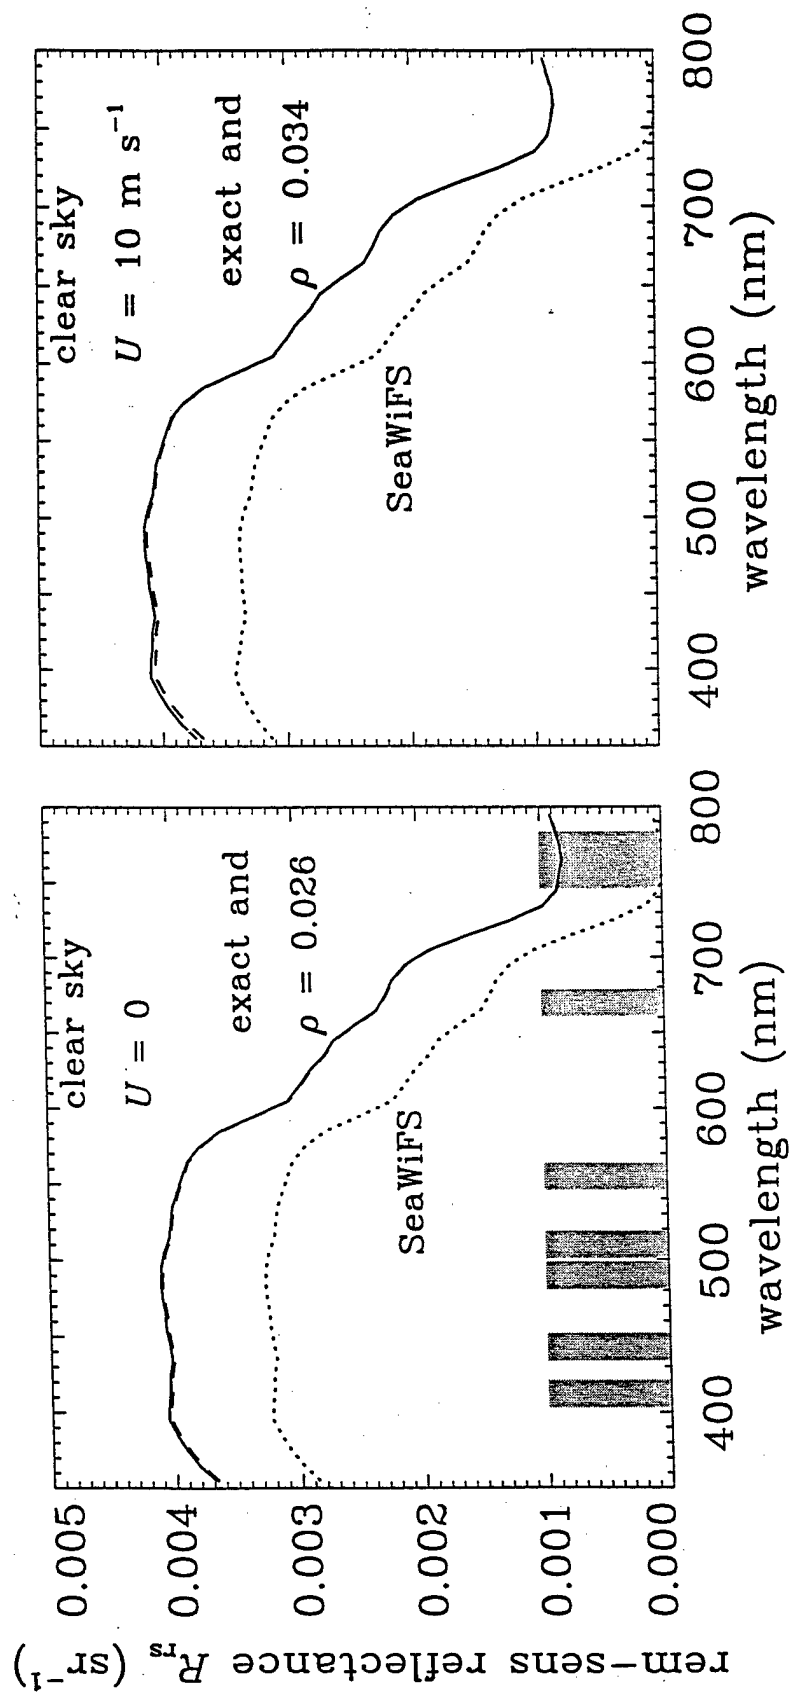 rem-sens reflectance Rrs (sr⁻¹)
0.005
0.004
0.003
0.002
0.001
0.000
clear sky
U = 0
exact and
ρ = 0.026
SeaWiFS
400 500 600 700 800
wavelength (nm)
clear sky
U = 10 m s⁻¹
exact and
ρ = 0.034
SeaWiFS
400 500 600 700 800
wavelength (nm)